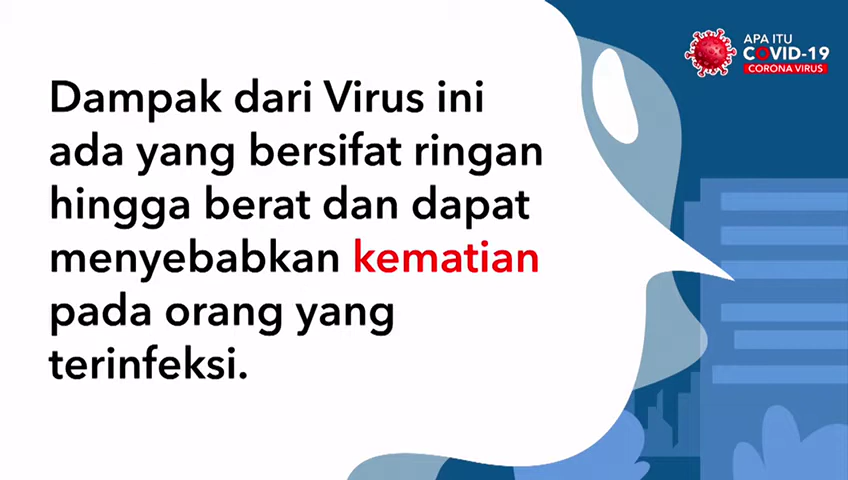 APA ITU
COVID-19
CORONA VIRUS
Dampak dari Virus ini
ada yang bersifat ringan
hingga berat dan dapat
menyebabkan kematian
pada orang yang
terinfeksi.